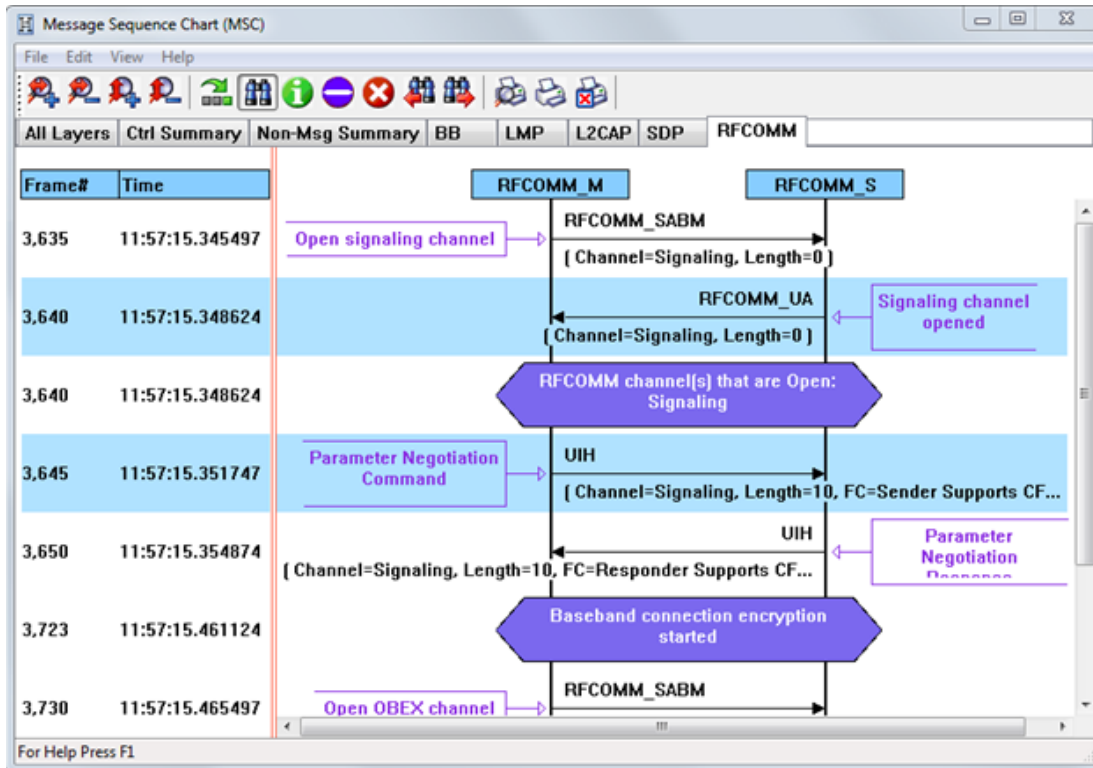 Message Sequence Chart (MSC)
File Edit View Help
All Layers Ctrl Summary Non-Msg Summary BB LMP L2CAP SDP RFCOMM
Frame# Time RFCOMM_M RFCOMM_S
3,635 11:57:15.345497 Open signaling channel RFCOMM_SABM
( Channel=Signaling, Length=0 )
3,640 11:57:15.348624 RFCOMM_UA Signaling channel
opened
( Channel=Signaling, Length=0 )
3,640 11:57:15.348624 RFCOMM channel(s) that are Open:
Signaling
3,645 11:57:15.351747 Parameter Negotiation
Command
UIH
( Channel=Signaling, Length=10, FC=Sender Supports CF...
3,650 11:57:15.354874 UIH Parameter
Negotiation
Response
( Channel=Signaling, Length=10, FC=Responder Supports CF...
3,723 11:57:15.461124 Baseband connection encryption
started
3,730 11:57:15.465497 Open OBEX channel RFCOMM_SABM
For Help Press F1